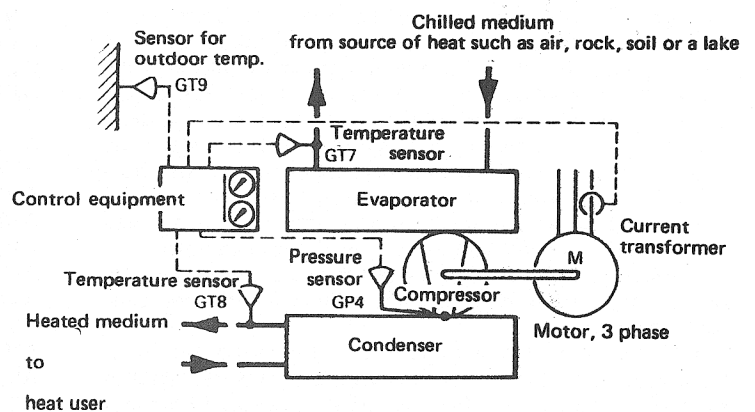 Chilled medium
from source of heat such as air, rock, soil or a lake
Sensor for
outdoor temp.
GT9
Temperature
sensor
GT7
Control equipment
Evaporator
Current
transformer
M
Pressure
sensor
GP4
Compressor
Temperature sensor
GT8
Heated medium
to
heat user
Condenser
Motor, 3 phase